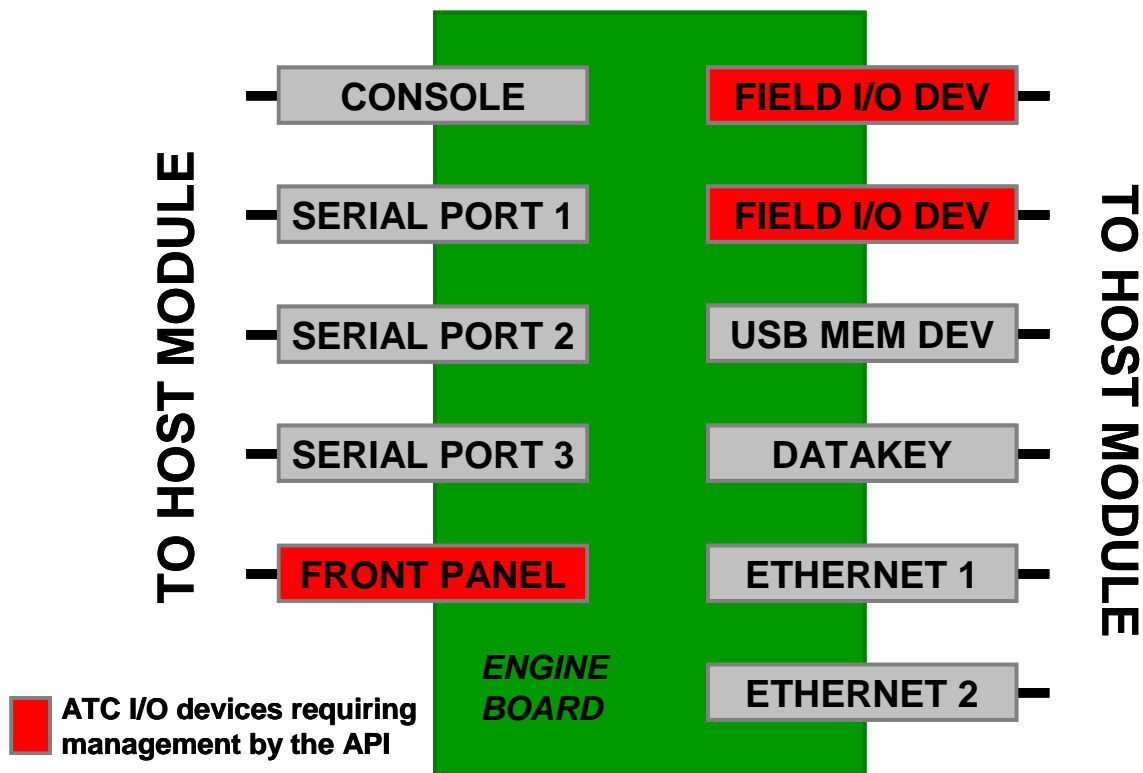 TO HOST MODULE
CONSOLE
SERIAL PORT 1
SERIAL PORT 2
SERIAL PORT 3
FRONT PANEL
FIELD I/O DEV
FIELD I/O DEV
USB MEM DEV
DATAKEY
ETHERNET 1
ETHERNET 2
TO HOST MODULE
ENGINE
BOARD
ATC I/O devices requiring
management by the API